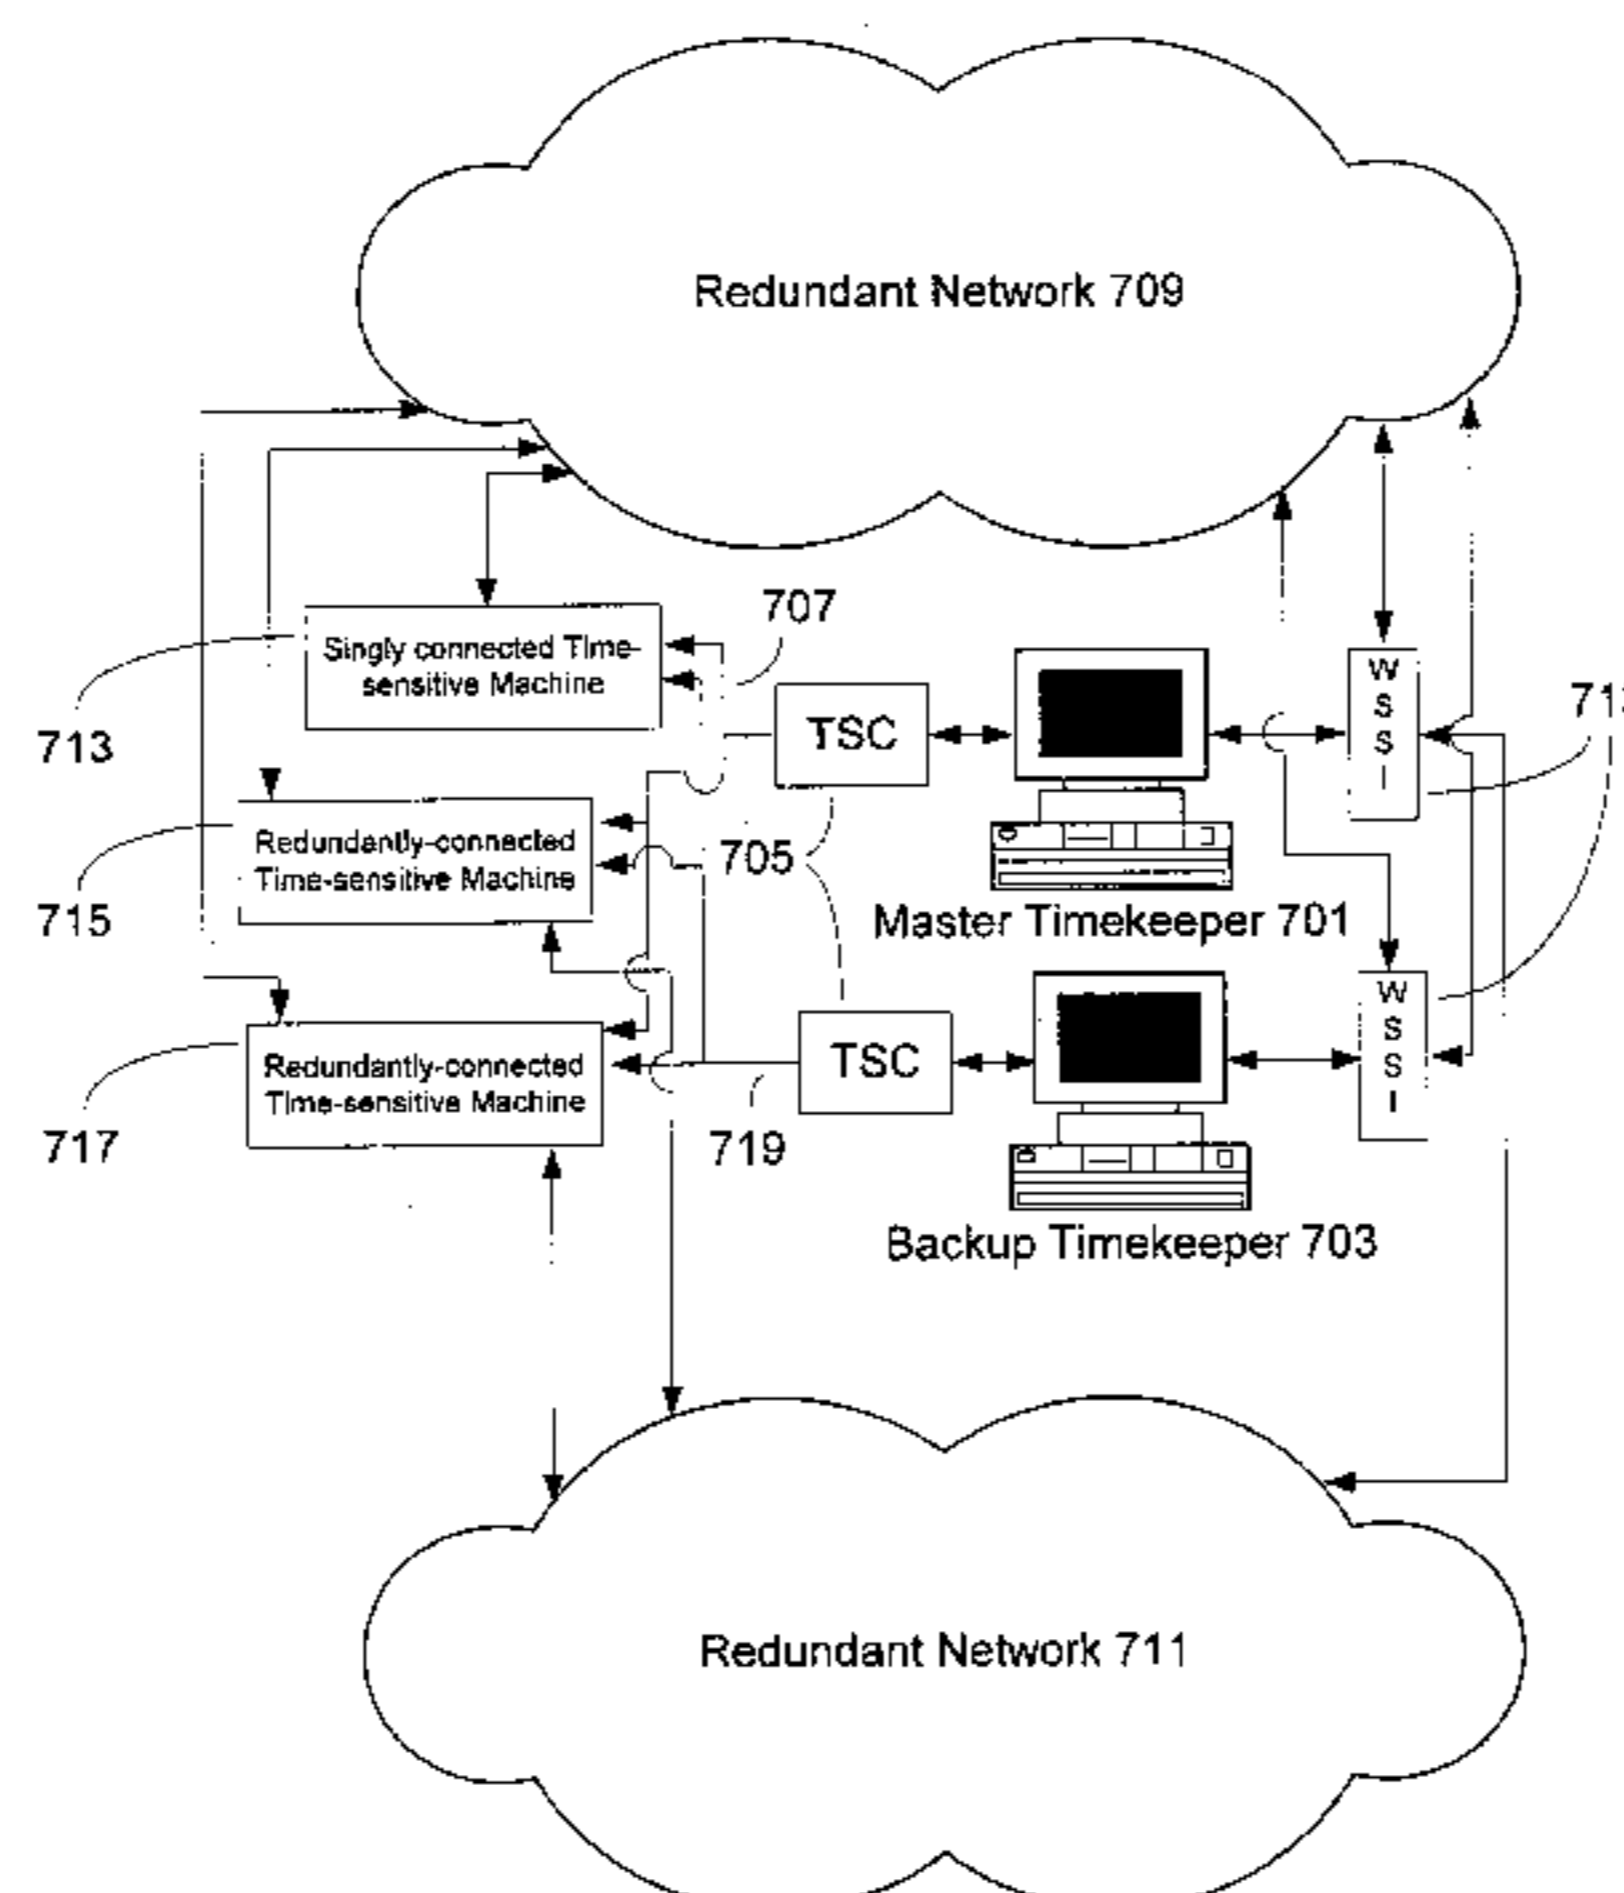 Redundant Network 709
707
Singly connected Time-
sensitive Machine
713
TSC
W
S
S
I
705
Redundantly-connected
Time-sensitive Machine
715
Master Timekeeper 701
Redundantly-connected
Time-sensitive Machine
717
TSC
W
S
S
I
719
Backup Timekeeper 703
Redundant Network 711